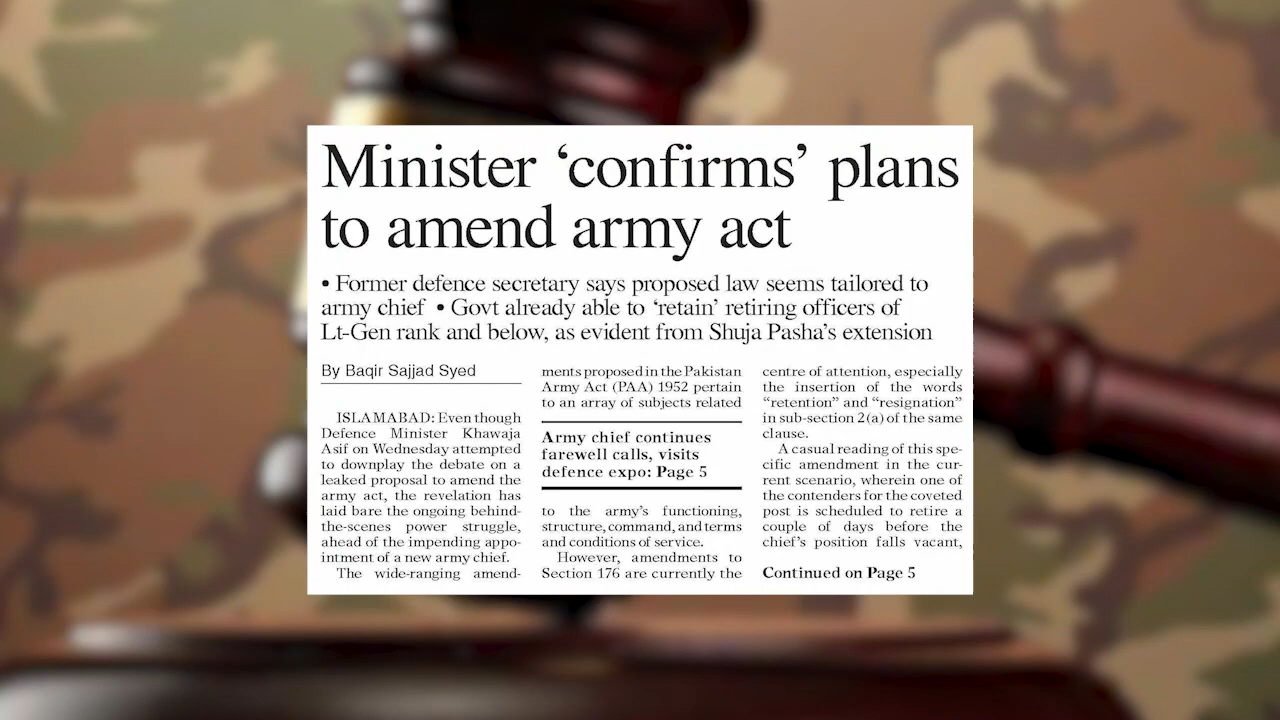 Minister ‘confirms’ plans
to amend army act
• Former defence secretary says proposed law seems tailored to
army chief • Govt already able to ‘retain’ retiring officers of
Lt-Gen rank and below, as evident from Shuja Pasha’s extension
By Baqir Sajjad Syed
ISLAMABAD: Even though
Defence Minister Khawaja
Asif on Wednesday attempted
to downplay the debate on a
leaked proposal to amend the
army act, the revelation has
laid bare the ongoing behind-
the-scenes power struggle,
ahead of the impending appo-
intment of a new army chief.
The wide-ranging amend-
ments proposed in the Pakistan
Army Act (PAA) 1952 pertain
to an array of subjects related
Army chief continues
farewell calls, visits
defence expo: Page 5
to the army’s functioning,
structure, command, and terms
and conditions of service.
However, amendments to
Section 176 are currently the
centre of attention, especially
the insertion of the words
“retention” and “resignation”
in sub-section 2(a) of the same
clause.
A casual reading of this spe-
cific amendment in the cur-
rent scenario, wherein one of
the contenders for the coveted
post is scheduled to retire a
couple of days before the
chief’s position falls vacant,
Continued on Page 5